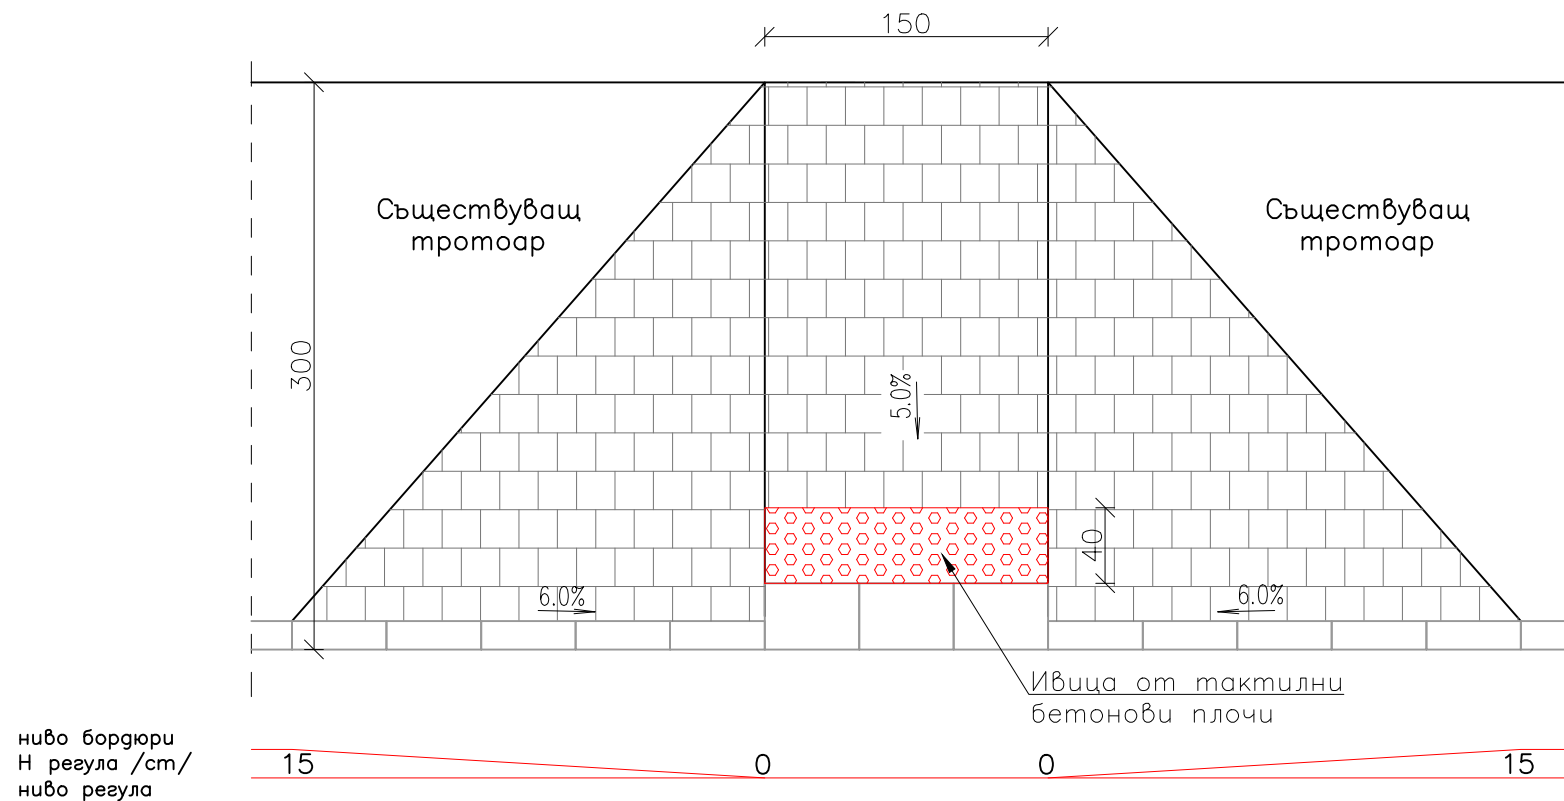 150
Съществуващ
тротоар
Съществуващ
тротоар
300
5.0%
40
6.0%
6.0%
Ивица от тактилни
бетонови плочи
ниво бордюри
Н регула /cm/
ниво регула
15
0
0
15